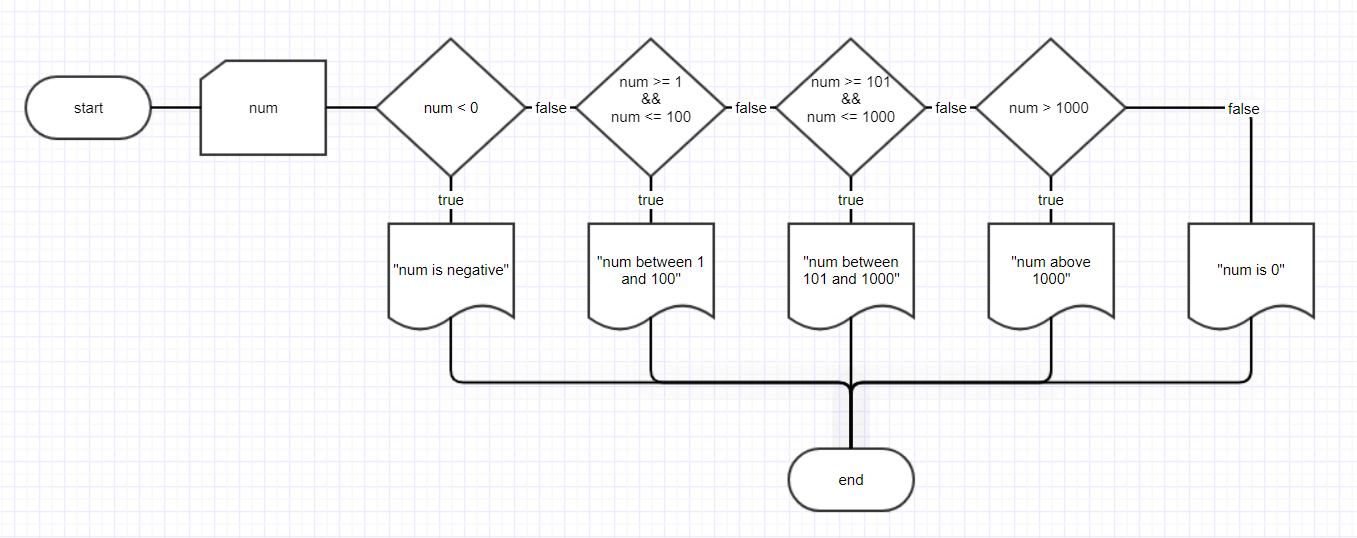 start
num
num < 0
false
num >= 1
&&
num <= 100
false
num >= 101
&&
num <= 1000
false
num > 1000
false
true
true
true
true
"num is negative"
"num between 1
and 100"
"num between
101 and 1000"
"num above
1000"
"num is 0"
end